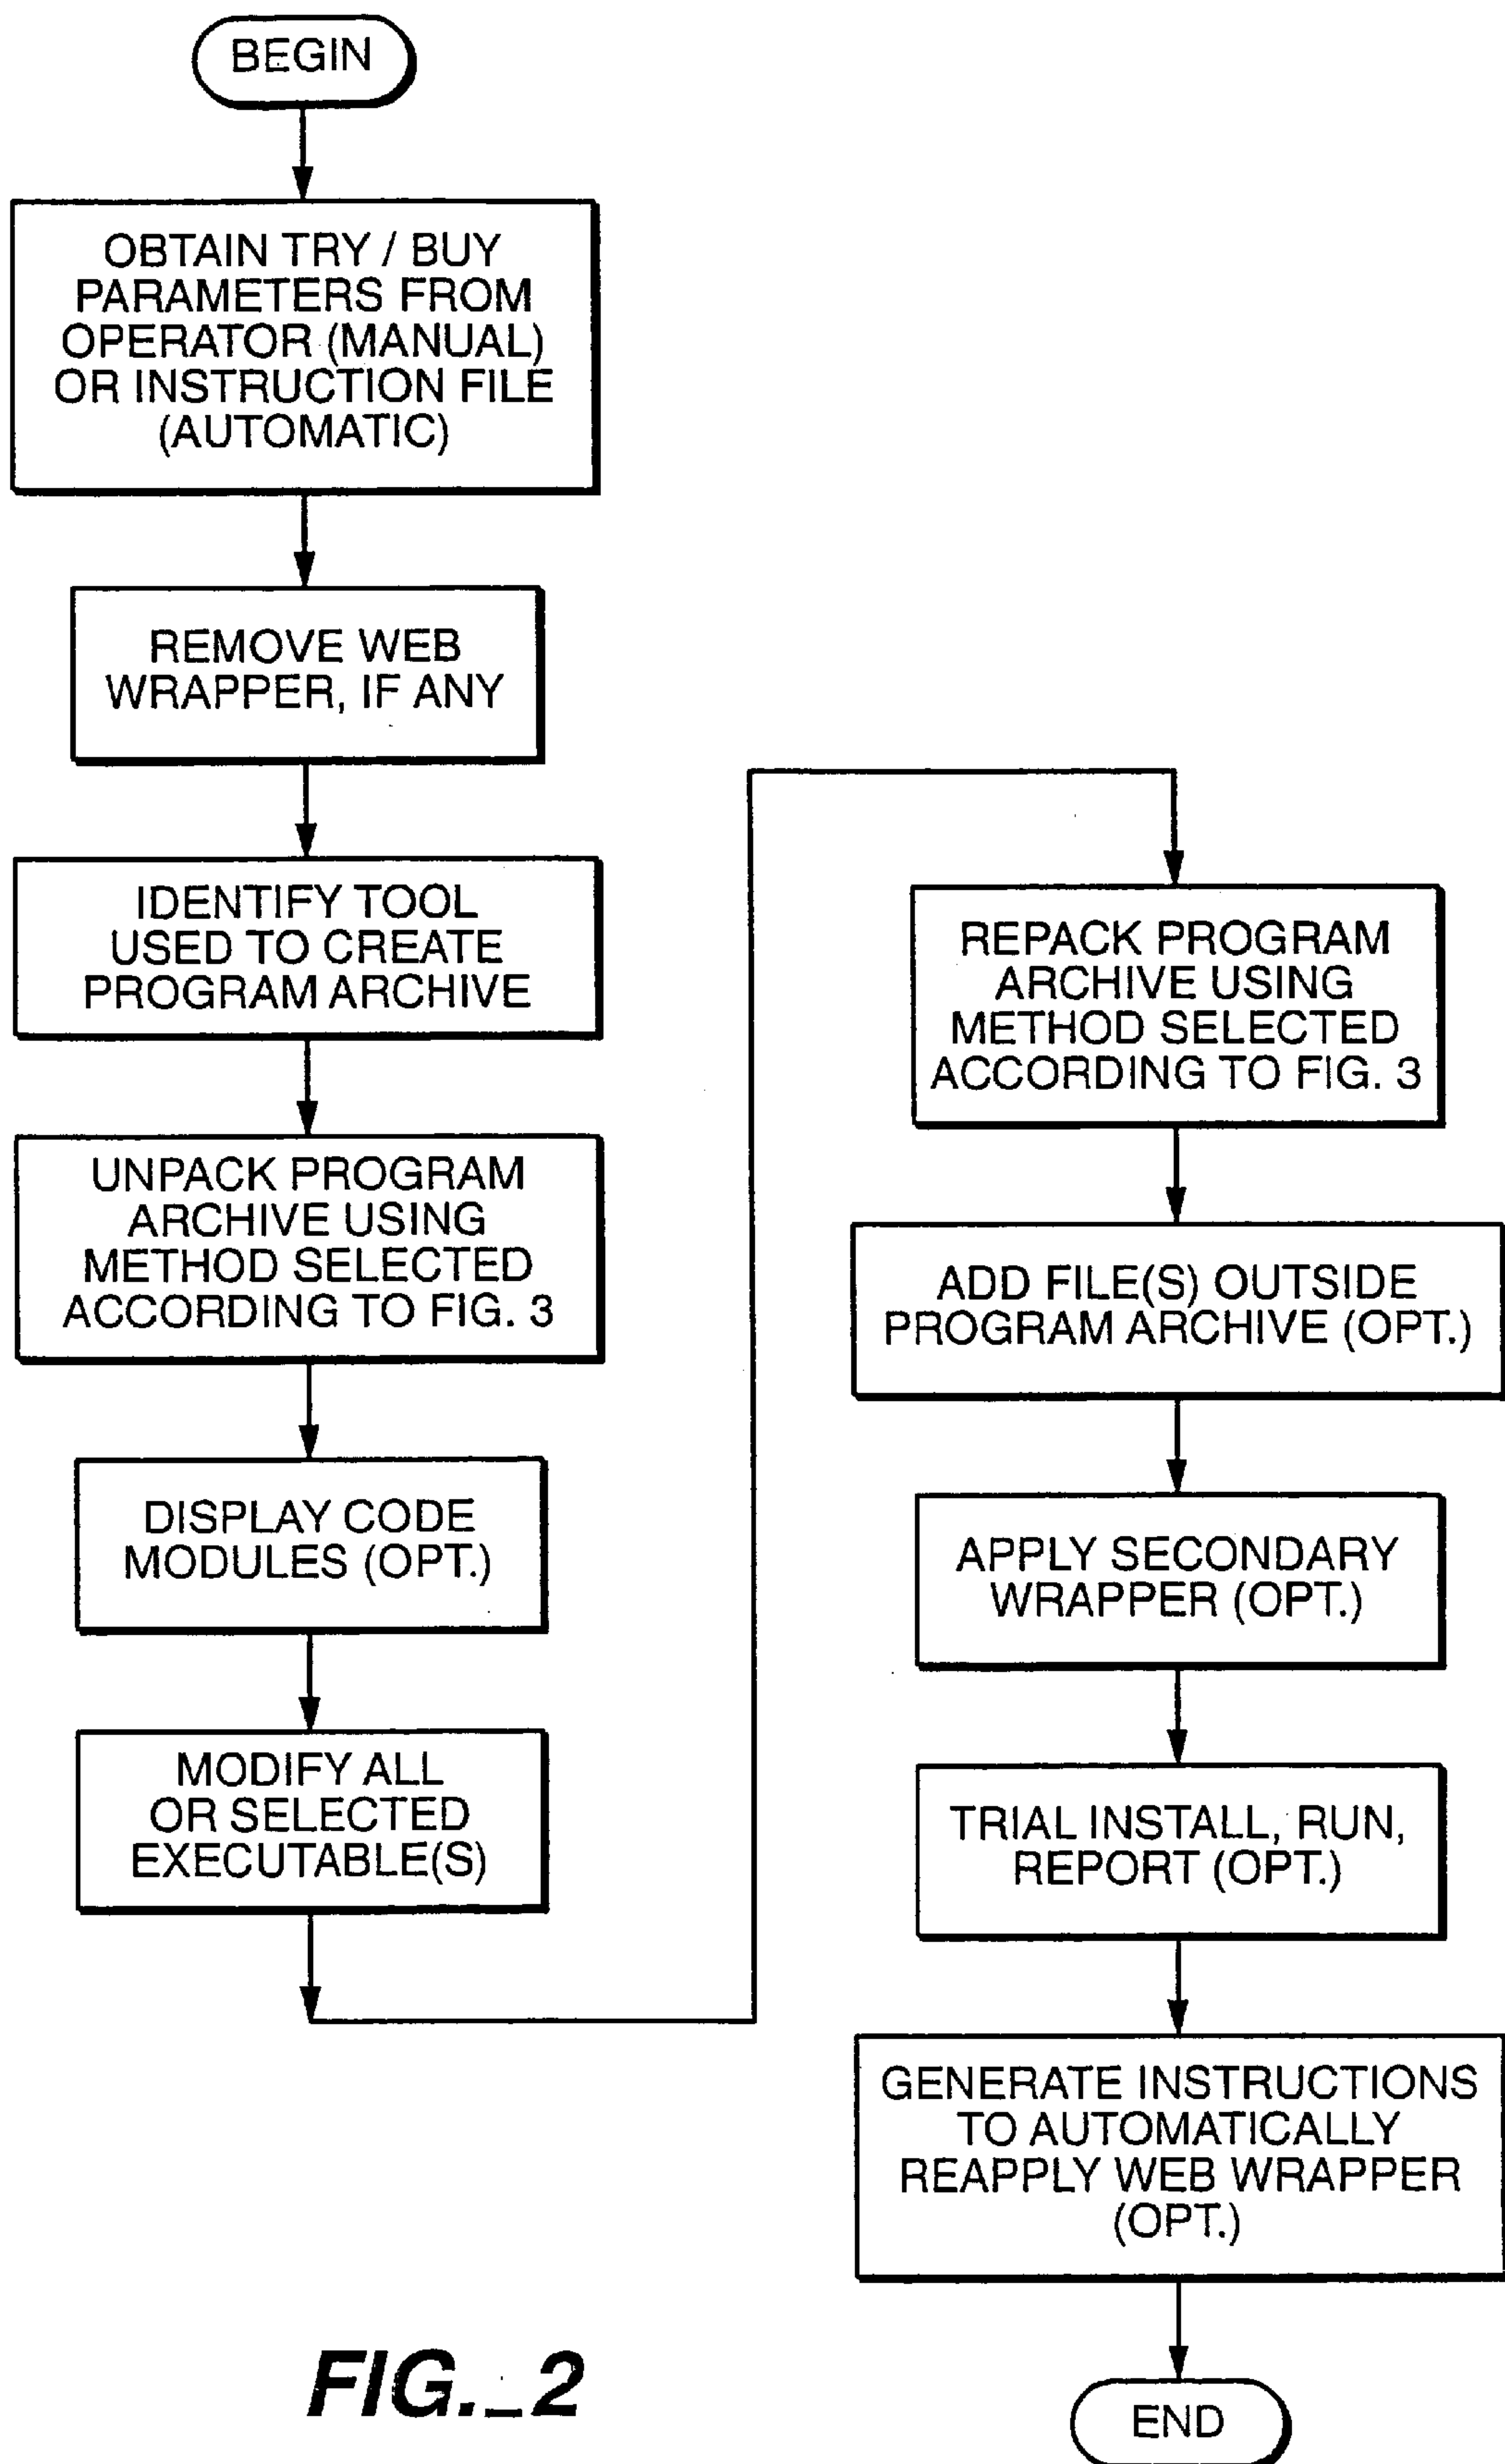 BEGIN
OBTAIN TRY / BUY
PARAMETERS FROM
OPERATOR (MANUAL)
OR INSTRUCTION FILE
(AUTOMATIC)
REMOVE WEB
WRAPPER, IF ANY
IDENTIFY TOOL
USED TO CREATE
PROGRAM ARCHIVE
UNPACK PROGRAM
ARCHIVE USING
METHOD SELECTED
ACCORDING TO FIG. 3
DISPLAY CODE
MODULES (OPT.)
MODIFY ALL
OR SELECTED
EXECUTABLE(S)
REPACK PROGRAM
ARCHIVE USING
METHOD SELECTED
ACCORDING TO FIG. 3
ADD FILE(S) OUTSIDE
PROGRAM ARCHIVE (OPT.)
APPLY SECONDARY
WRAPPER (OPT.)
TRIAL INSTALL, RUN,
REPORT (OPT.)
GENERATE INSTRUCTIONS
TO AUTOMATICALLY
REAPPLY WEB WRAPPER
(OPT.)
END
FIG._2